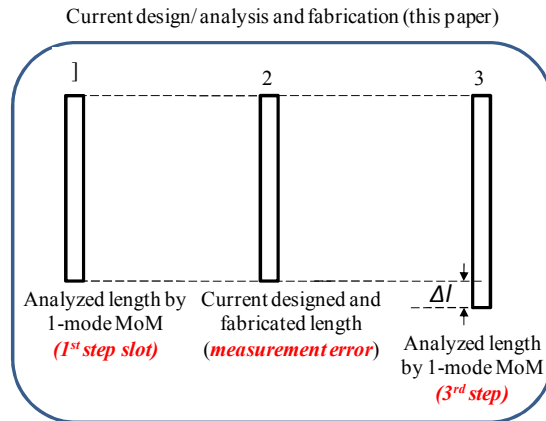 Current design/analysis and fabrication (this paper)
]
2
3
Δl
Analyzed length by
1-mode MoM
(1st step slot)
Current designed and
fabricated length
(measurement error)
Analyzed length
by 1-mode MoM
(3rd step)